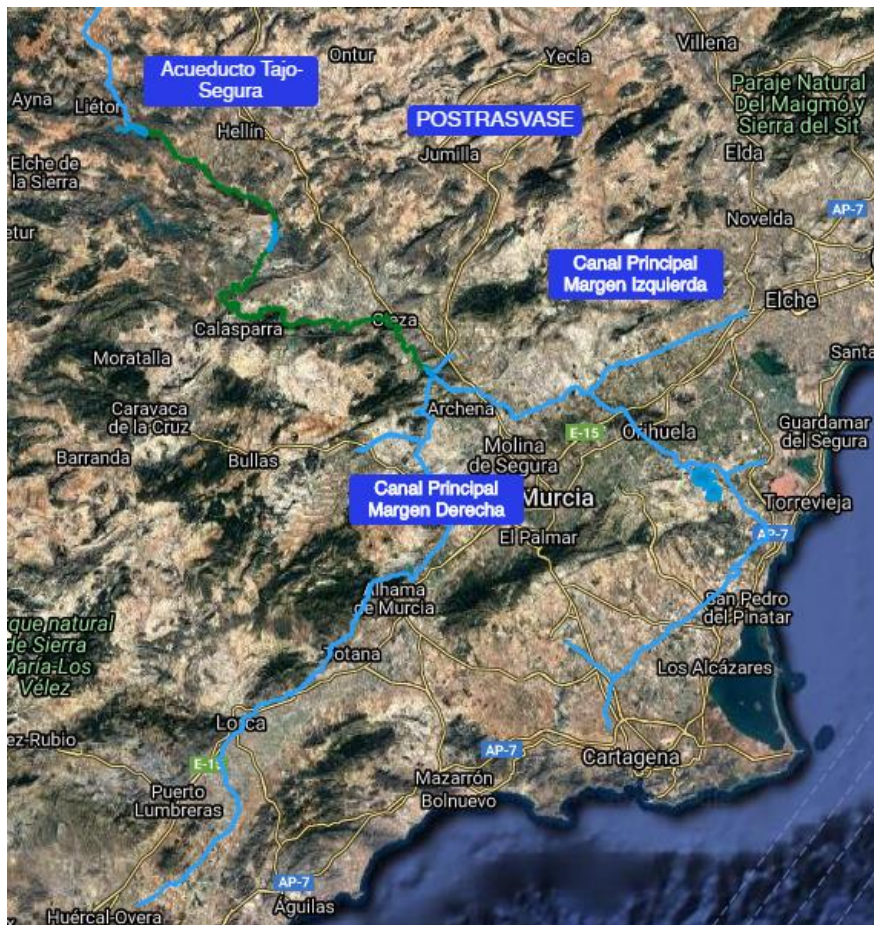 Ontur
Yecla
Villena
Acueducto Tajo-
Segura
Paraje Natural
Del Maigmó y
Sierra del Sit
Ayna
Liétor
POSTRASVASE
Hellín
Jumilla
Elda
Elche de
la Sierra
AP-7
Novelda
etur
Canal Principal
Margen Izquierda
Elche
Cieza
Calasparra
Santa
Moratalla
Archena
Caravaca
de la Cruz
Guardamar
del Segura
E-15
Orihuela
Molina
de Segura
Barranda
Bullas
Canal Principal
Margen Derecha
Murcia
Torrevieja
El Palmar
AP-7
Alhama
de Murcia
San Pedro
del Pinatar
rque natural
de Sierra
María-Los
Vélez
Totana
Los Alcázares
Lorca
ez-Rubio
E-15
AP-7
Cartagena
Mazarrón
Bolnuevo
Puerto
Lumbreras
AP-7
Águilas
Huércal-Overa